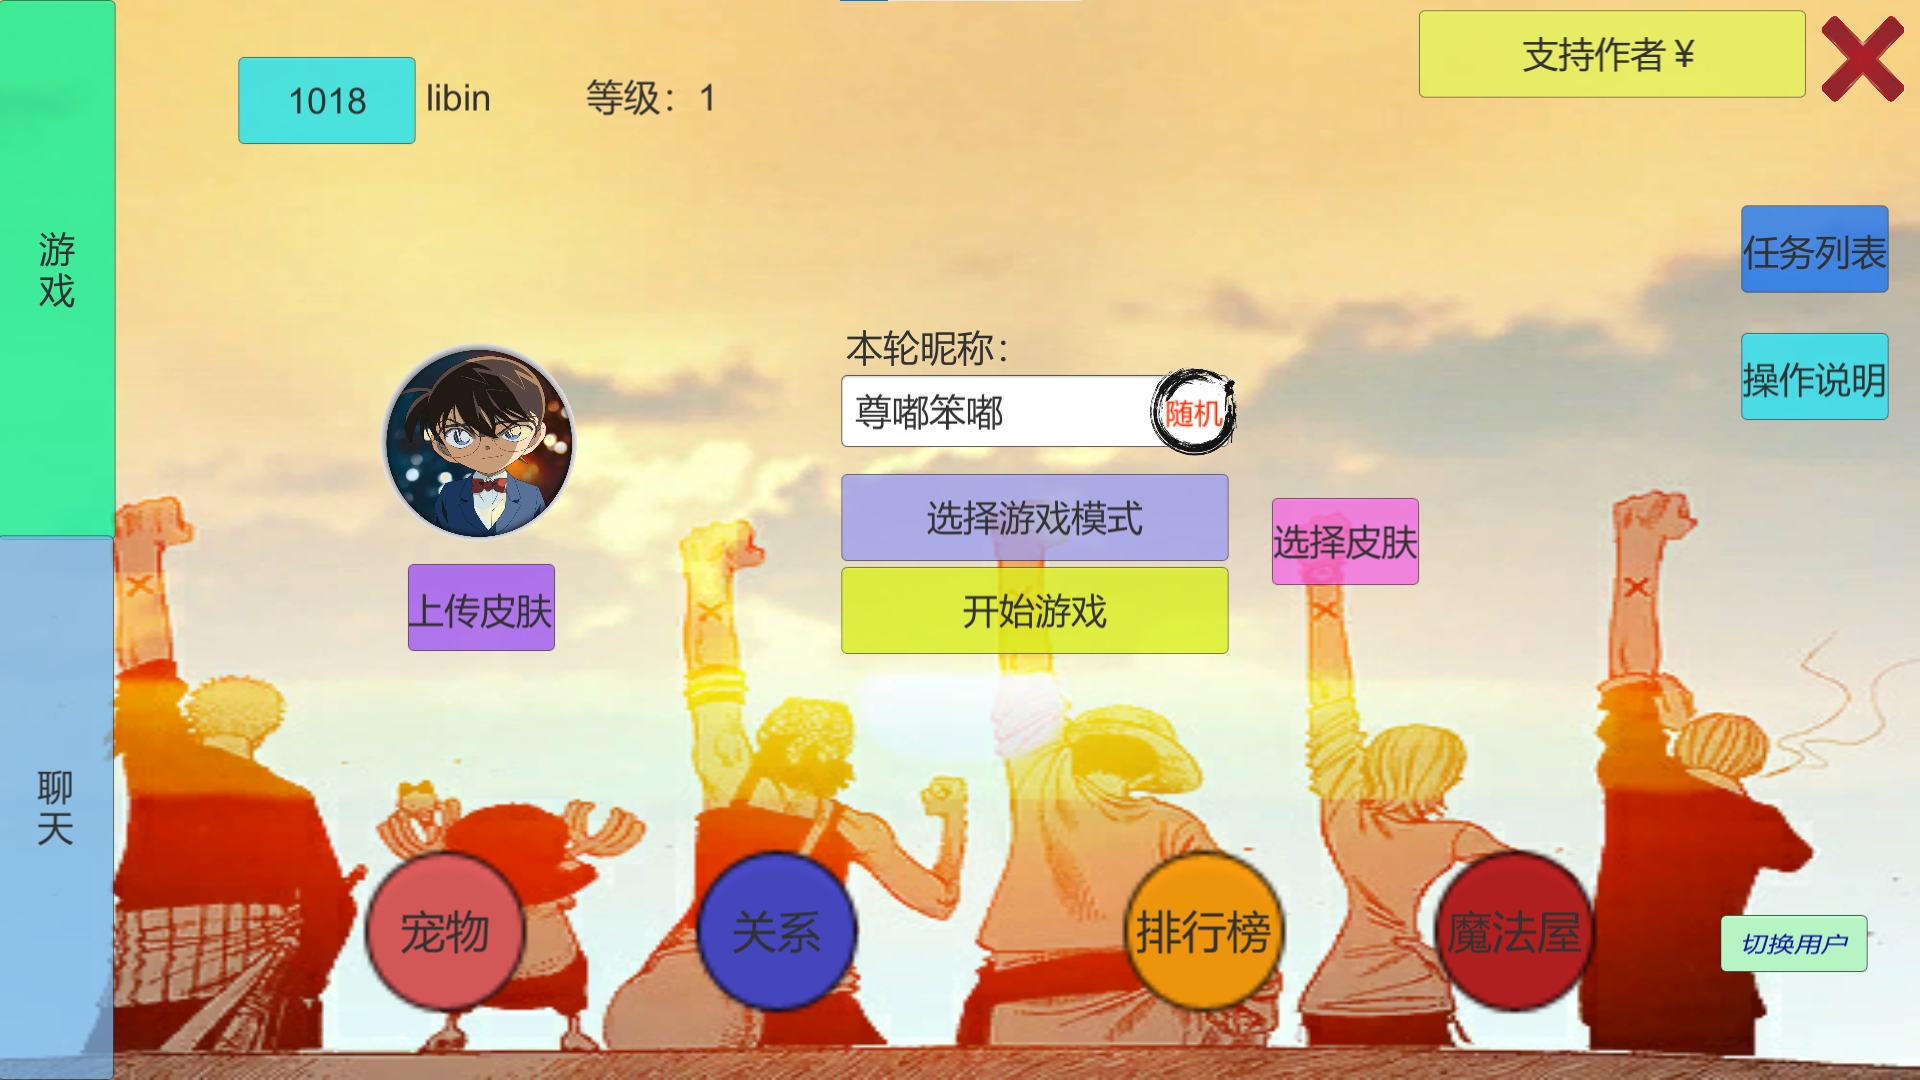 支持作者 ¥
1018
libin
等级：1
游戏
任务列表
本轮昵称：
操作说明
尊嘟笨嘟
随机
选择游戏模式
选择皮肤
上传皮肤
开始游戏
聊天
宠物
关系
排行榜
魔法屋
切换用户